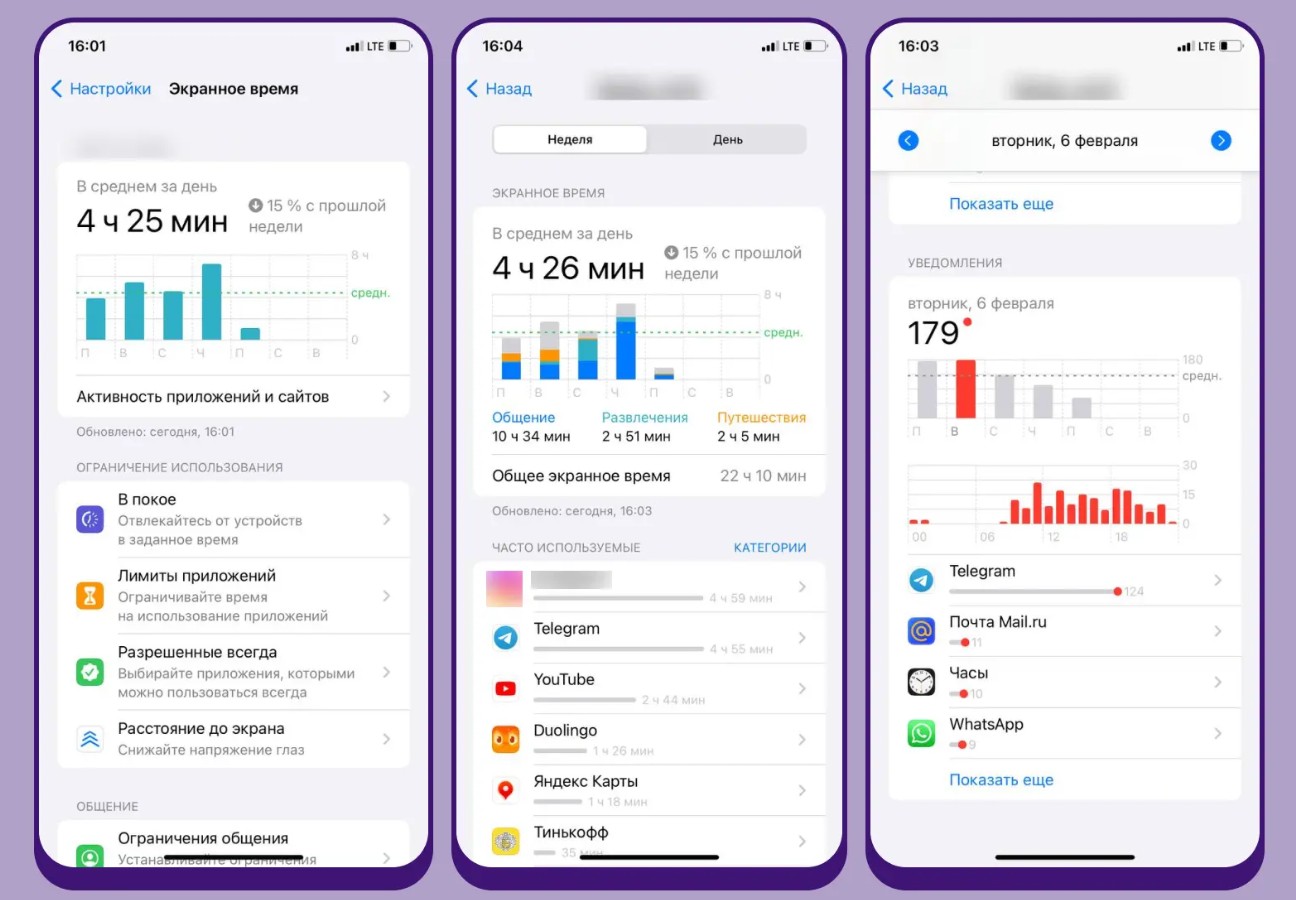 16:01
LTE
Настройки Экранное время
В среднем за день
4 ч 25 мин
15 % с прошлой
недели
8 ч
средн.
0
П В С Ч П С В
Активность приложений и сайтов
Обновлено: сегодня, 16:01
ОГРАНИЧЕНИЕ ИСПОЛЬЗОВАНИЯ
В покое
Отвлекайтесь от устройств
в заданное время
Лимиты приложений
Ограничивайте время
на использование приложений
Разрешенные всегда
Выбирайте приложения, которыми
можно пользоваться всегда
Расстояние до экрана
Снижайте напряжение глаз
ОБЩЕНИЕ
Ограничения общения
Устанавливайте ограничения
16:04
LTE
Назад
Неделя День
ЭКРАННОЕ ВРЕМЯ
В среднем за день
4 ч 26 мин
15 % с прошлой
недели
8 ч
средн.
0
П В С Ч П С В
Общение Развлечения Путешествия
10 ч 34 мин 2 ч 51 мин 2 ч 5 мин
Общее экранное время 22 ч 10 мин
Обновлено: сегодня, 16:03
ЧАСТО ИСПОЛЬЗУЕМЫЕ КАТЕГОРИИ
4 ч 59 мин
Telegram
4 ч 55 мин
YouTube
2 ч 44 мин
Duolingo
1 ч 26 мин
Яндекс Карты
1 ч 18 мин
Тинькофф
35 мин
16:03
LTE
Назад
вторник, 6 февраля
Показать еще
УВЕДОМЛЕНИЯ
вторник, 6 февраля
179
180
средн.
0
П В С Ч П С В
30
15
0
00 06 12 18
Telegram
124
Почта Mail.ru
11
Часы
10
WhatsApp
9
Показать еще